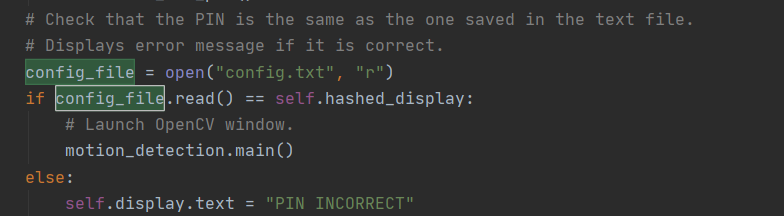 # Check that the PIN is the same as the one saved in the text file.
# Displays error message if it is correct.
config_file = open("config.txt", "r")
if config_file.read() == self.hashed_display:
    # Launch OpenCV window.
    motion_detection.main()
else:
    self.display.text = "PIN INCORRECT"